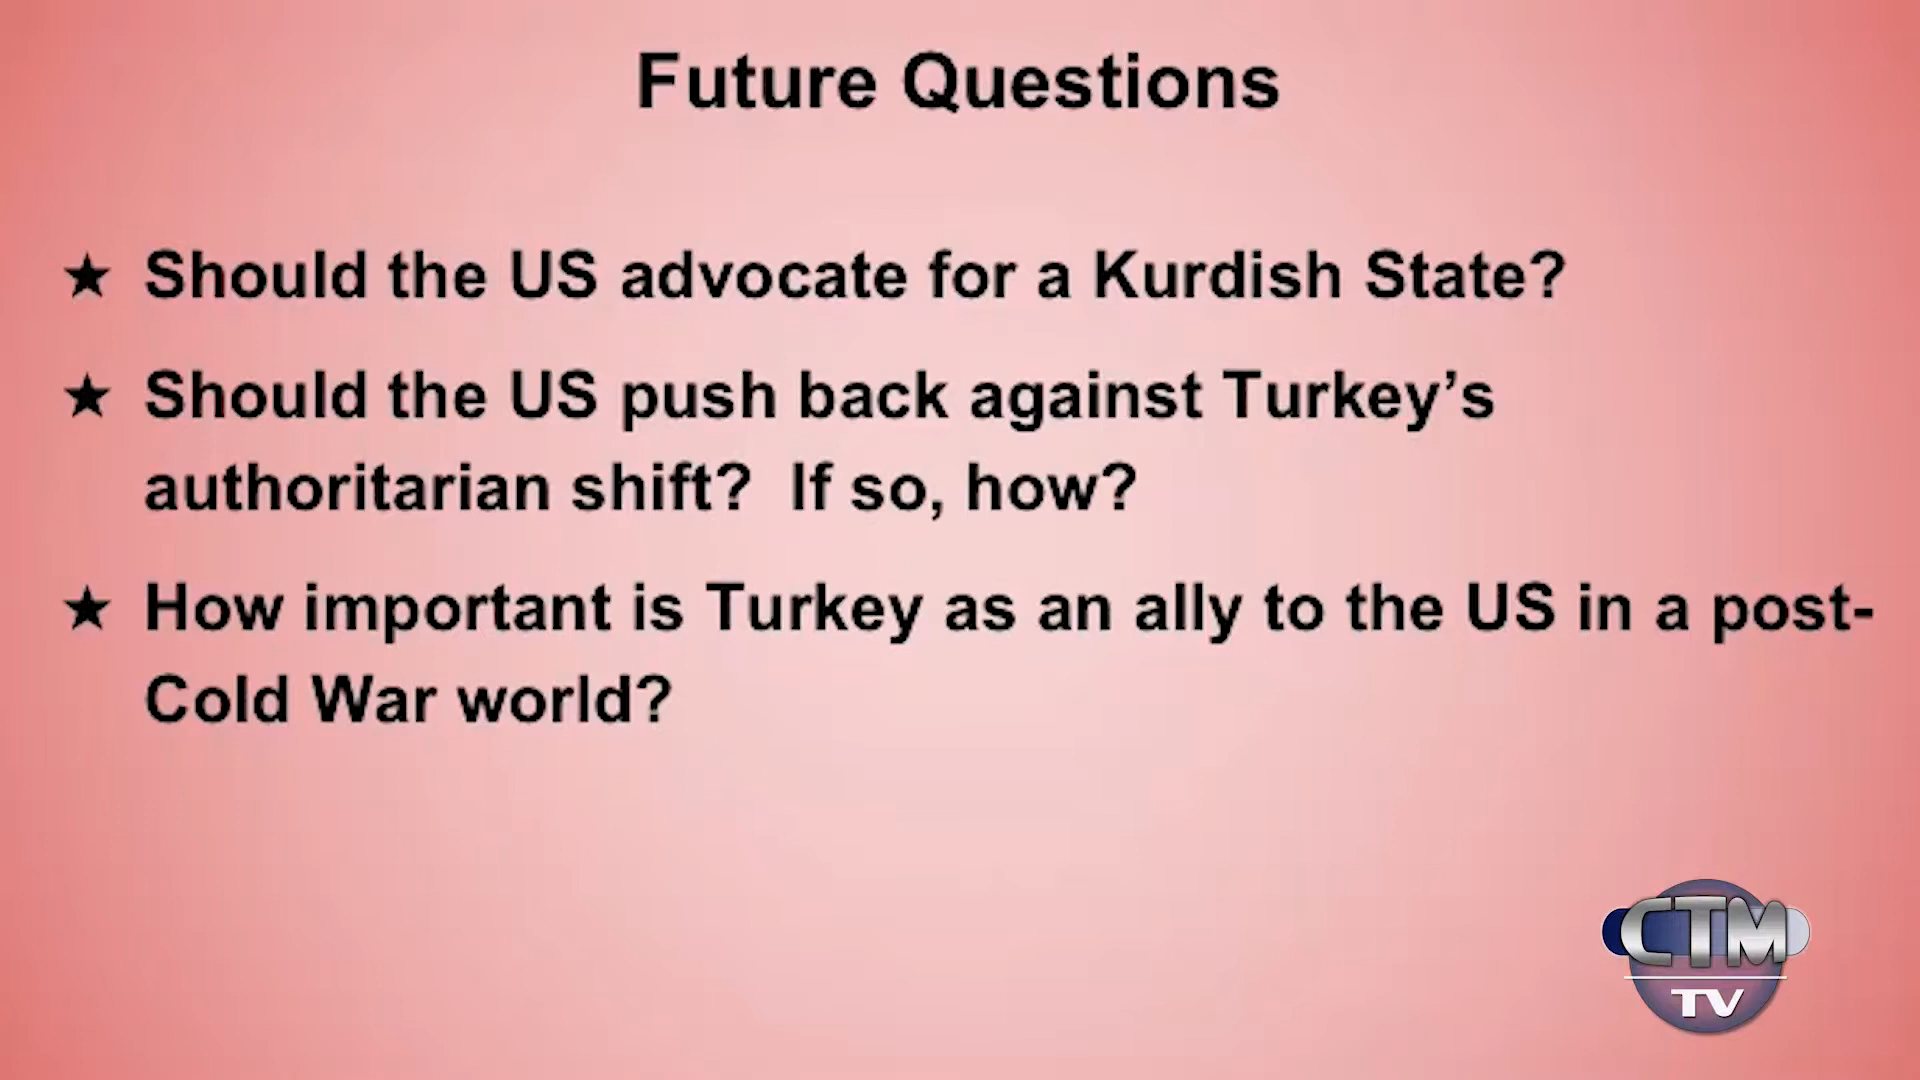 Future Questions
★ Should the US advocate for a Kurdish State?
★ Should the US push back against Turkey’s
authoritarian shift?  If so, how?
★ How important is Turkey as an ally to the US in a post-
Cold War world?
CTM
TV